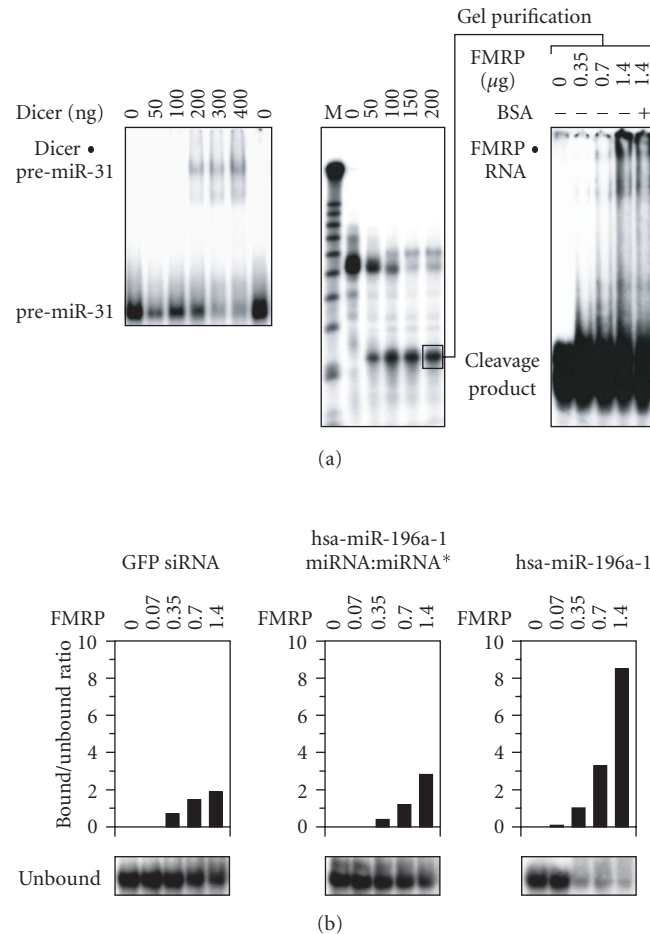 Gel purification
FMRP (µg) 0 0.35 0.7 1.4 1.4
BSA − − − − +
Dicer (ng) 0 50 100 200 300 400 0
M 0 50 100 150 200
Dicer •
pre-miR-31
pre-miR-31
FMRP •
RNA
Cleavage
product
(a)
GFP siRNA
hsa-miR-196a-1
miRNA:miRNA*
hsa-miR-196a-1
FMRP 0 0.07 0.35 0.7 1.4
FMRP 0 0.07 0.35 0.7 1.4
FMRP 0 0.07 0.35 0.7 1.4
Bound/unbound ratio
10
8
6
4
2
0
10
8
6
4
2
0
10
8
6
4
2
0
Unbound
(b)